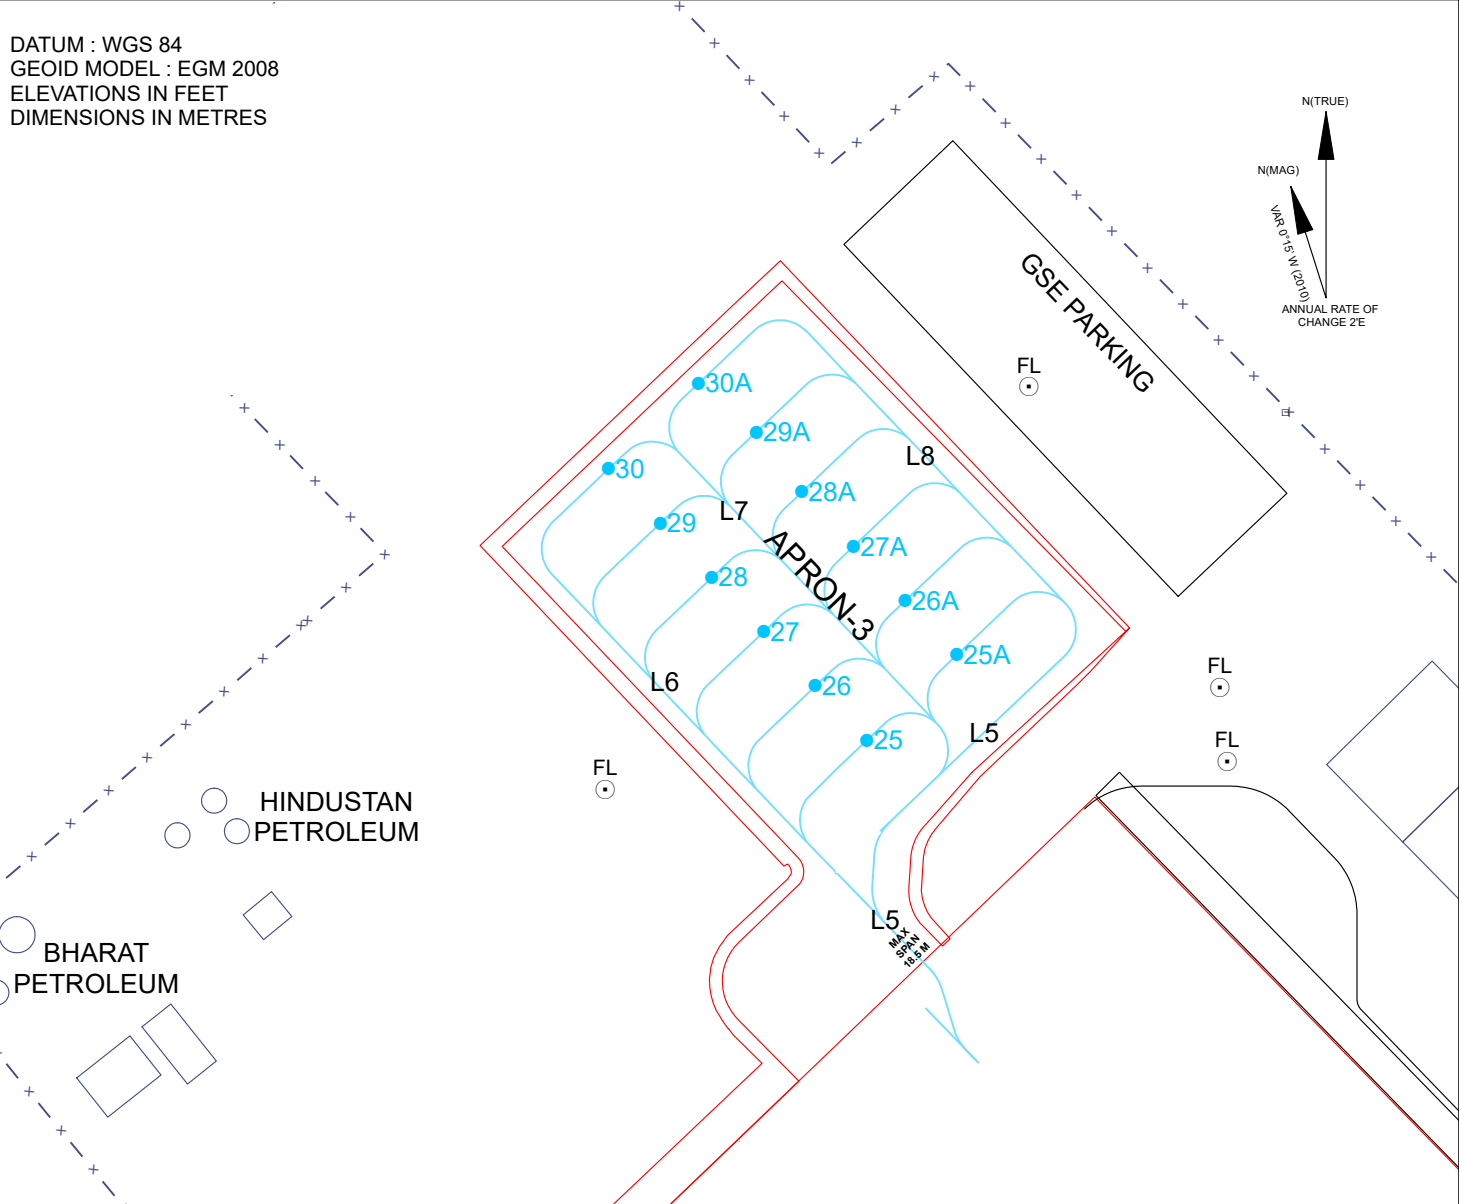 DATUM : WGS 84
GEOID MODEL : EGM 2008
ELEVATIONS IN FEET
DIMENSIONS IN METRES
N(TRUE)
N(MAG)
VAR 0°15' W (2010)
ANNUAL RATE OF
CHANGE 2'E
GSE PARKING
FL
30A
29A
L8
30
28A
L7
29
27A
APRON-3
28
26A
27
25A
L6
26
FL
L5
25
FL
FL
HINDUSTAN
PETROLEUM
L5
MAX
SPAN
18.5 M
BHARAT
PETROLEUM